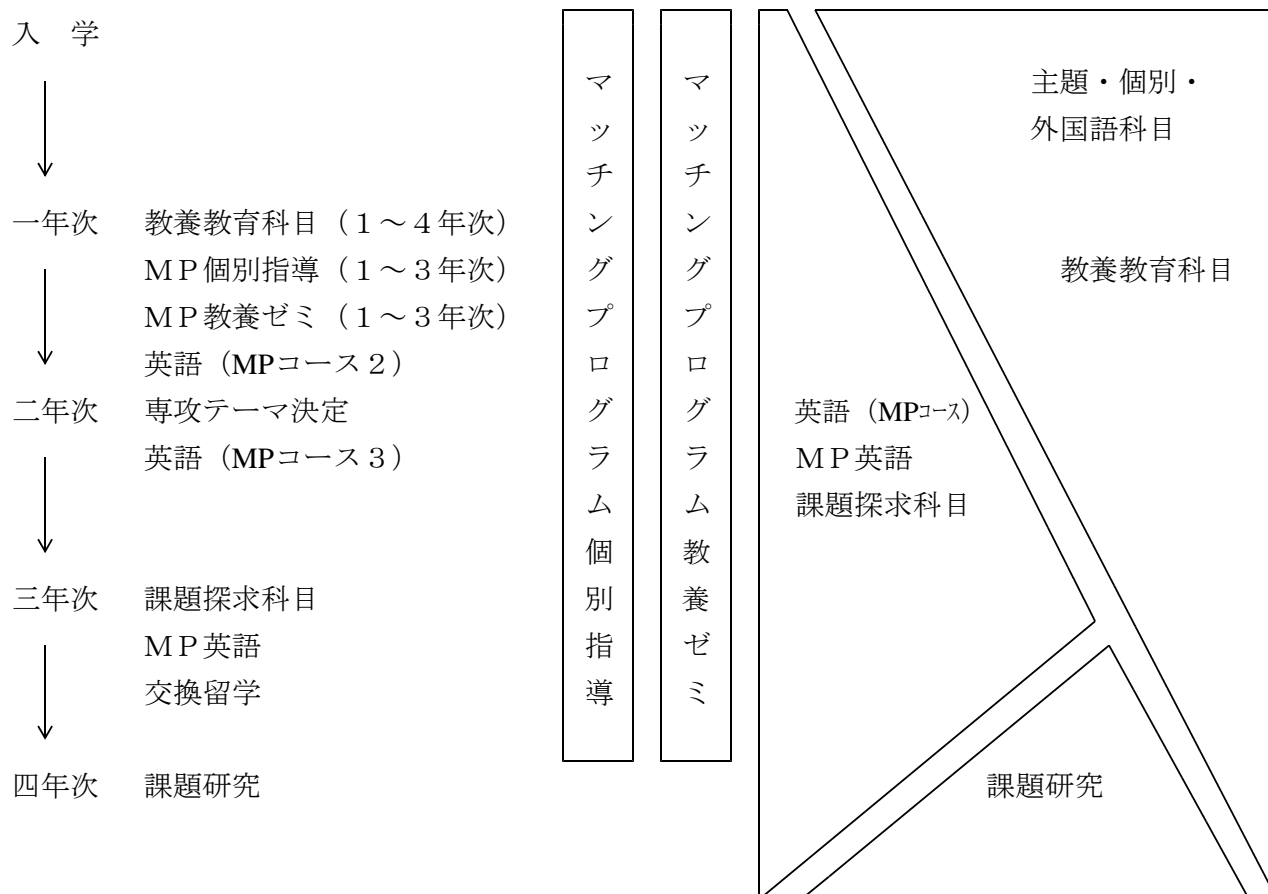 入　学
一年次　教養教育科目（１～４年次）
ＭＰ個別指導（１～３年次）
ＭＰ教養ゼミ（１～３年次）
英語（MPコース２）
二年次　専攻テーマ決定
英語（MPコース３）
三年次　課題探求科目
ＭＰ英語
交換留学
四年次　課題研究
マッチングプログラム個別指導
マッチングプログラム教養ゼミ
英語（MPｺｰｽ）
ＭＰ英語
課題探求科目
主題・個別・
外国語科目
教養教育科目
課題研究